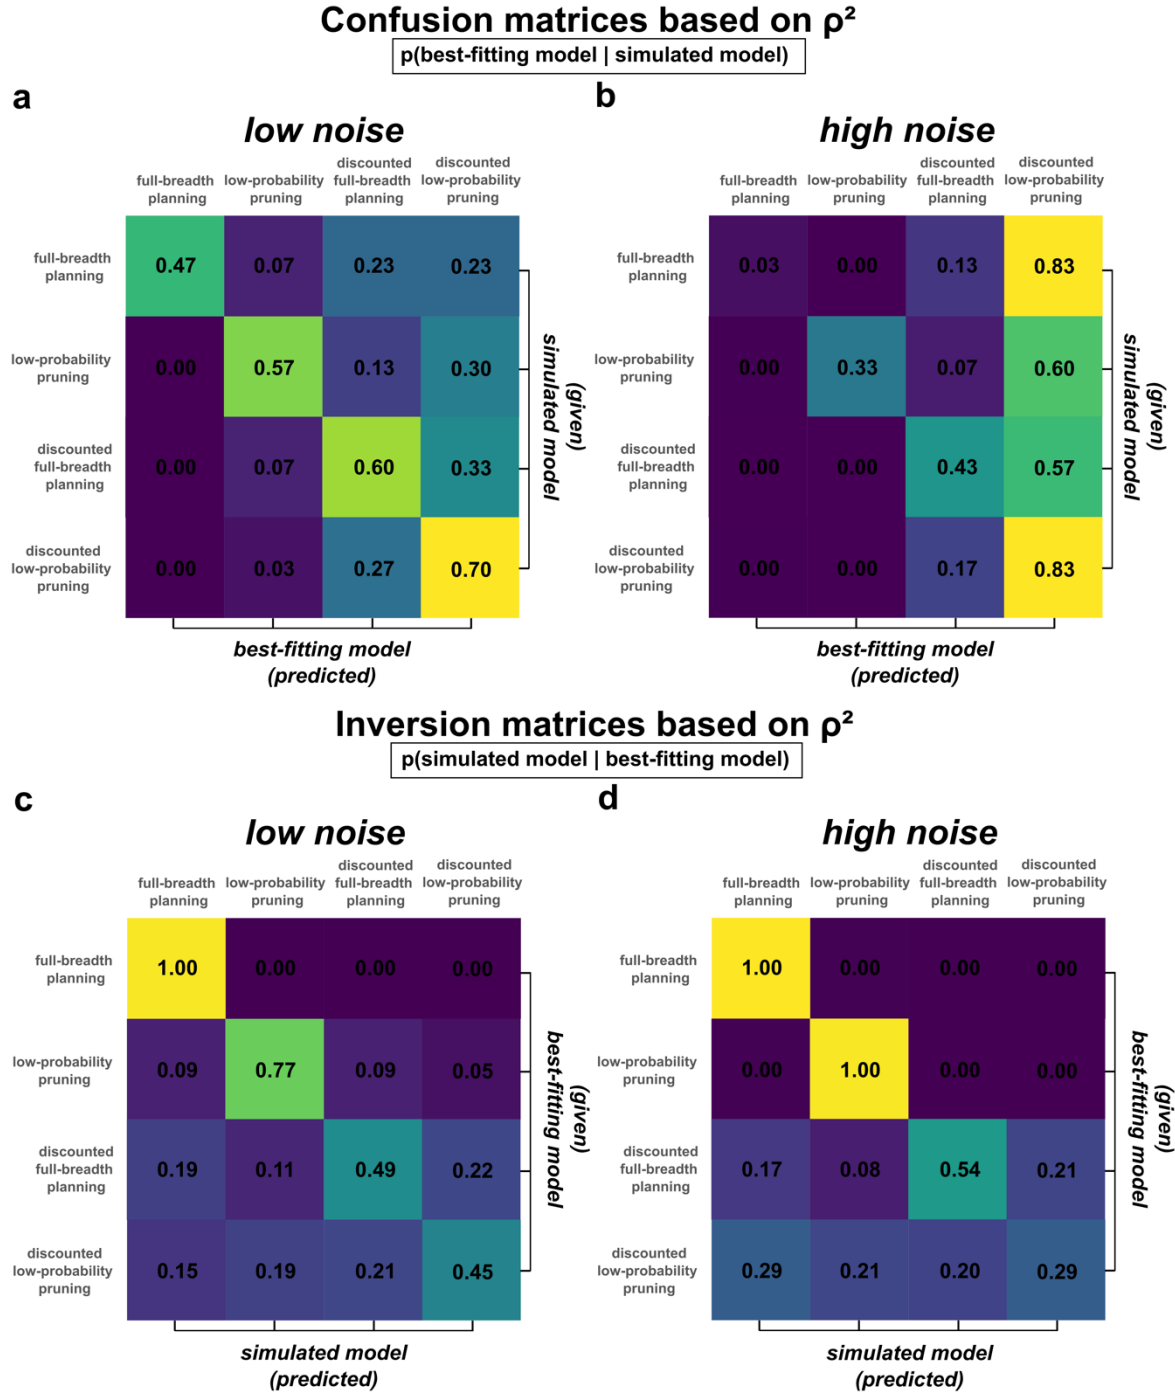 Confusion matrices based on ρ²
p(best-fitting model | simulated model)
a
low noise
full-breadth
planning
low-probability
pruning
discounted
full-breadth
planning
discounted
low-probability
pruning
full-breadth
planning
0.47 0.07 0.23 0.23
low-probability
pruning
0.00 0.57 0.13 0.30
discounted
full-breadth
planning
0.00 0.07 0.60 0.33
discounted
low-probability
pruning
0.00 0.03 0.27 0.70
(given)
simulated model
best-fitting model
(predicted)
b
high noise
full-breadth
planning
low-probability
pruning
discounted
full-breadth
planning
discounted
low-probability
pruning
full-breadth
planning
0.03 0.00 0.13 0.83
low-probability
pruning
0.00 0.33 0.07 0.60
discounted
full-breadth
planning
0.00 0.00 0.43 0.57
discounted
low-probability
pruning
0.00 0.00 0.17 0.83
(given)
simulated model
best-fitting model
(predicted)
Inversion matrices based on ρ²
p(simulated model | best-fitting model)
c
low noise
full-breadth
planning
low-probability
pruning
discounted
full-breadth
planning
discounted
low-probability
pruning
full-breadth
planning
1.00 0.00 0.00 0.00
low-probability
pruning
0.09 0.77 0.09 0.05
discounted
full-breadth
planning
0.19 0.11 0.49 0.22
discounted
low-probability
pruning
0.15 0.19 0.21 0.45
(given)
best-fitting model
simulated model
(predicted)
d
high noise
full-breadth
planning
low-probability
pruning
discounted
full-breadth
planning
discounted
low-probability
pruning
full-breadth
planning
1.00 0.00 0.00 0.00
low-probability
pruning
0.00 1.00 0.00 0.00
discounted
full-breadth
planning
0.17 0.08 0.54 0.21
discounted
low-probability
pruning
0.29 0.21 0.20 0.29
(given)
best-fitting model
simulated model
(predicted)